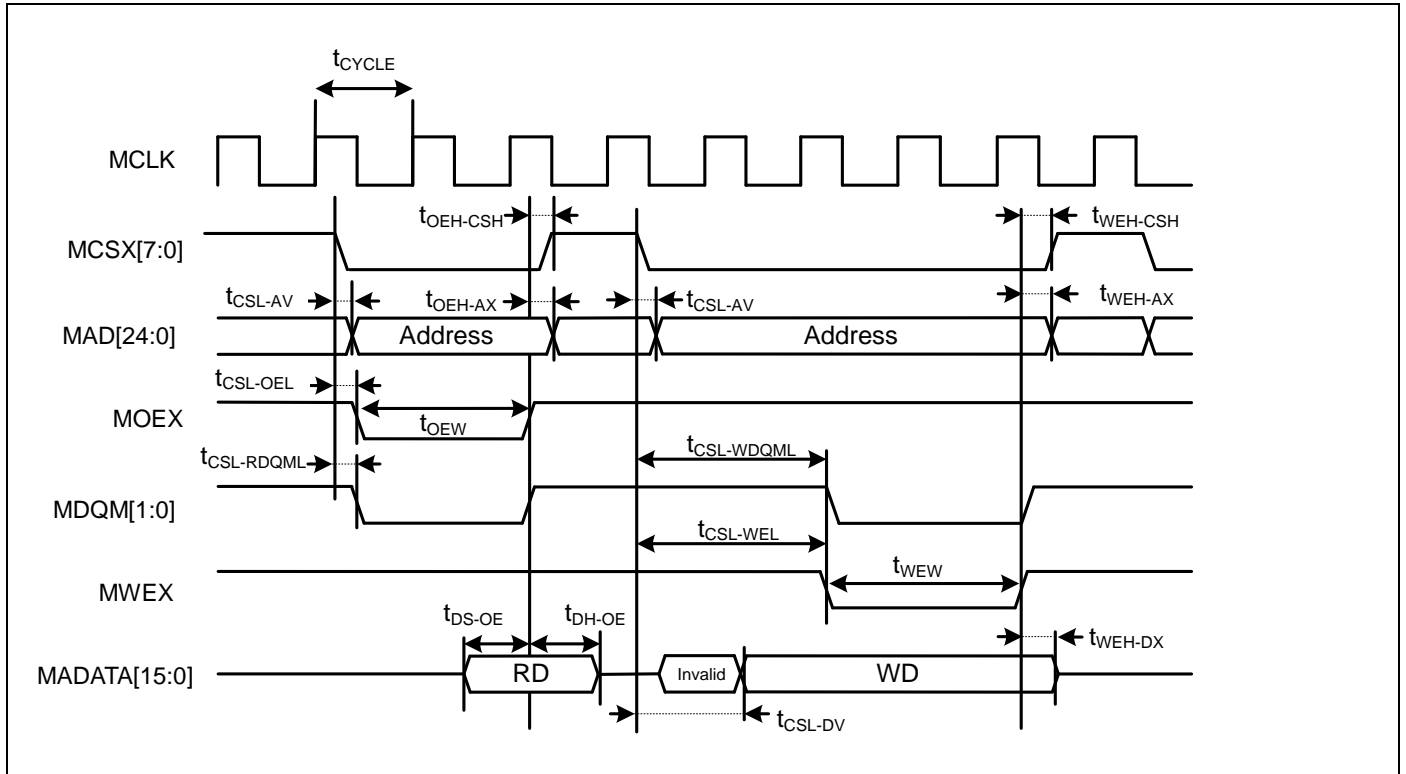 tCYCLE
MCLK
tOEH-CSH
tWEH-CSH
MCSX[7:0]
tCSL-AV
tOEH-AX
tCSL-AV
tWEH-AX
MAD[24:0]
Address
Address
tCSL-OEL
MOEX
tOEW
tCSL-WDQML
tCSL-RDQML
MDQM[1:0]
tCSL-WEL
tWEW
MWEX
tDS-OE
tDH-OE
tWEH-DX
MADATA[15:0]
RD
Invalid
WD
tCSL-DV